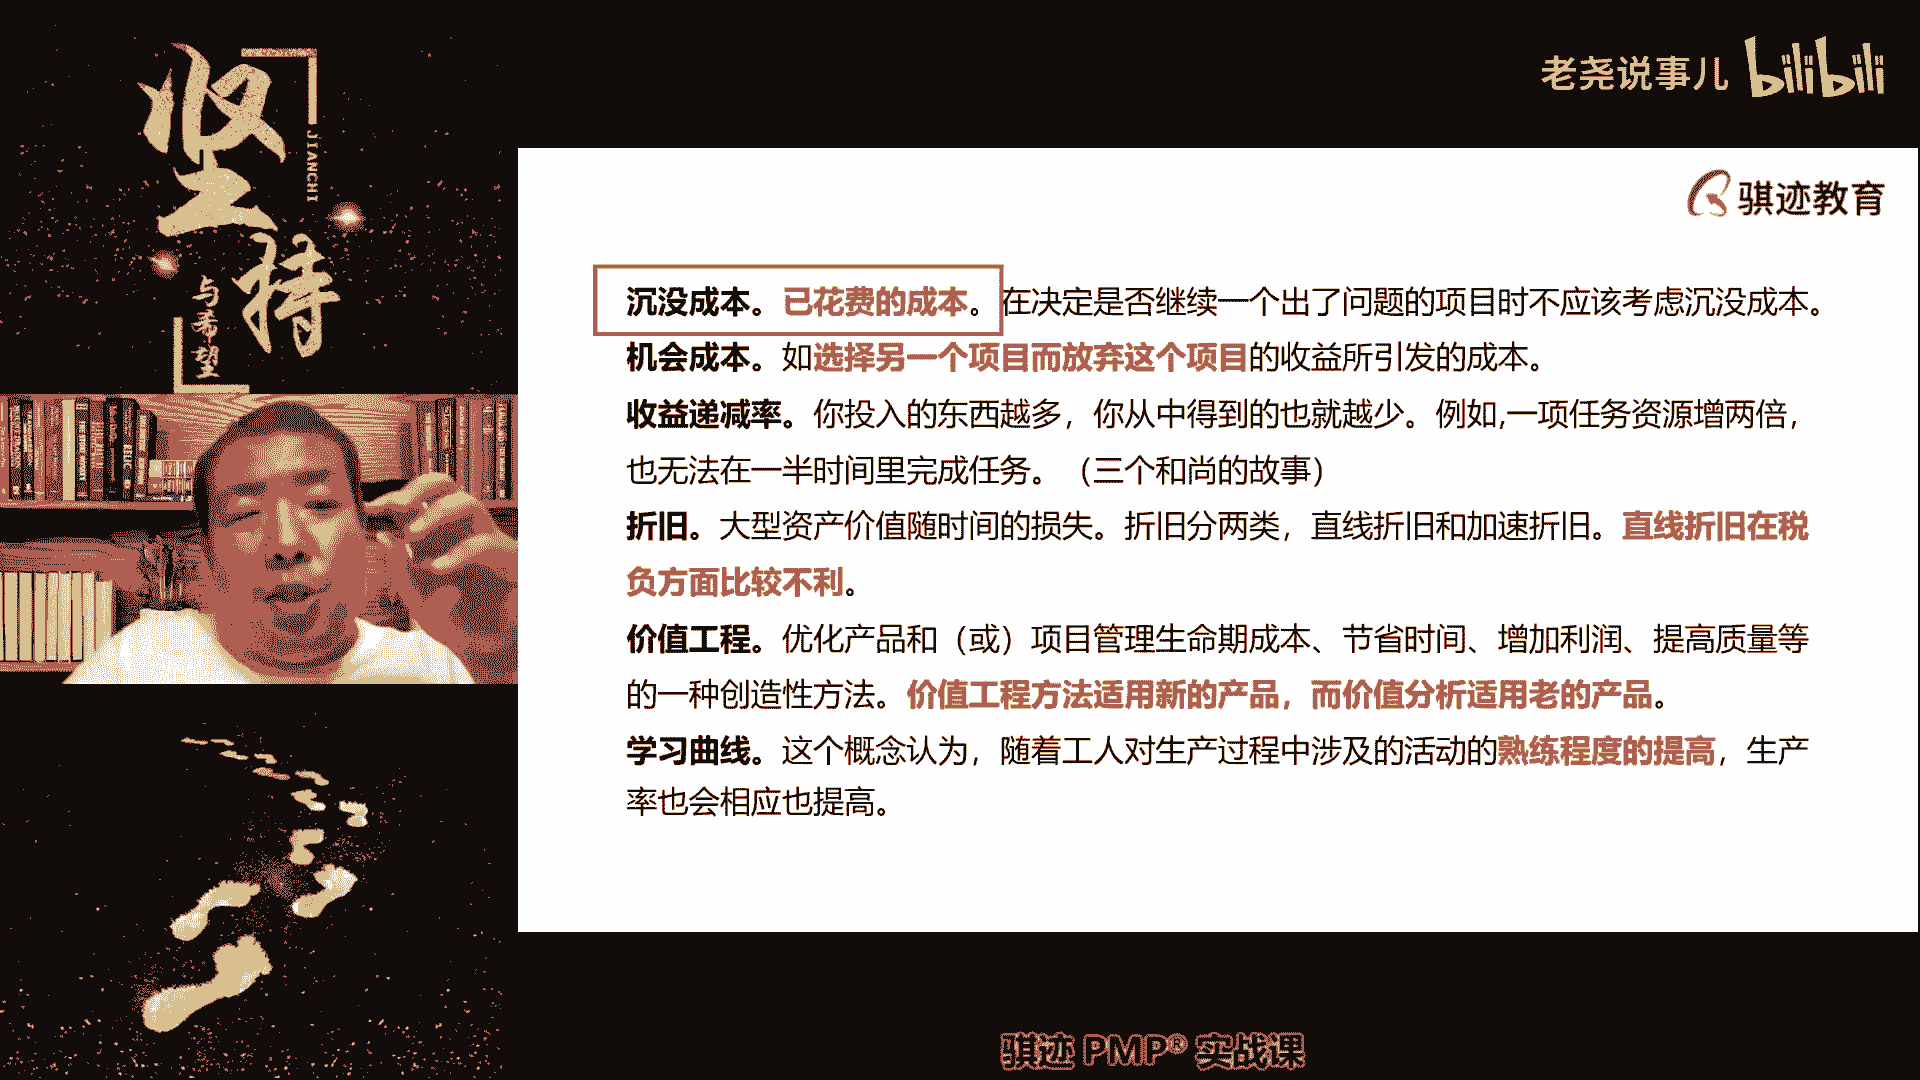 坚持
JIANCHI
与希望
老尧说事儿 bilibili
骐迹教育
沉没成本。已花费的成本。在决定是否继续一个出了问题的项目时不应该考虑沉没成本。
机会成本。如选择另一个项目而放弃这个项目的收益所引发的成本。
收益递减率。你投入的东西越多，你从中得到的也就越少。例如,一项任务资源增两倍，
也无法在一半时间里完成任务。（三个和尚的故事）
折旧。大型资产价值随时间的损失。折旧分两类，直线折旧和加速折旧。直线折旧在税
负方面比较不利。
价值工程。优化产品和（或）项目管理生命期成本、节省时间、增加利润、提高质量等
的一种创造性方法。价值工程方法适用新的产品，而价值分析适用老的产品。
学习曲线。这个概念认为，随着工人对生产过程中涉及的活动的熟练程度的提高，生产
率也会相应也提高。
骐迹 PMP® 实战课